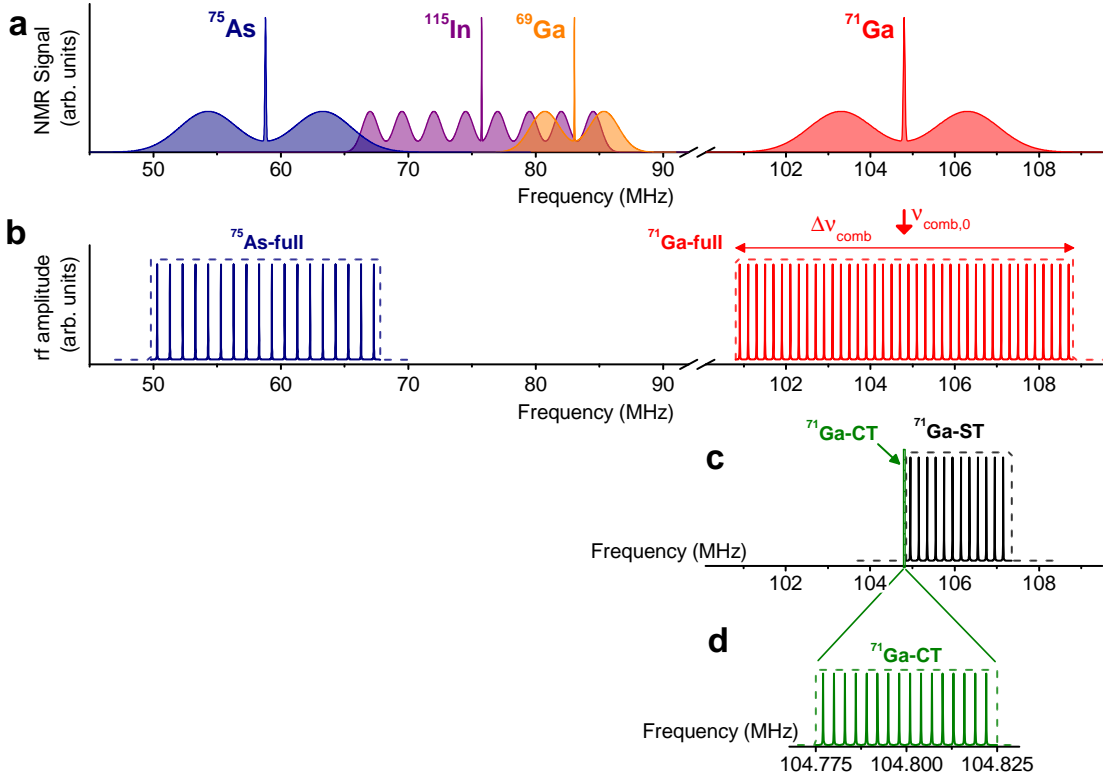 a
NMR Signal
(arb. units)
⁷⁵As
¹¹⁵In
⁶⁹Ga
⁷¹Ga
50 60 70 80 90 102 104 106 108
Frequency (MHz)
b
rf amplitude
(arb. units)
⁷⁵As-full
⁷¹Ga-full
Δν_comb
ν_comb,0
50 60 70 80 90 102 104 106 108
Frequency (MHz)
c
⁷¹Ga-CT
⁷¹Ga-ST
Frequency (MHz)
102 104 106 108
d
⁷¹Ga-CT
Frequency (MHz)
104.775 104.800 104.825